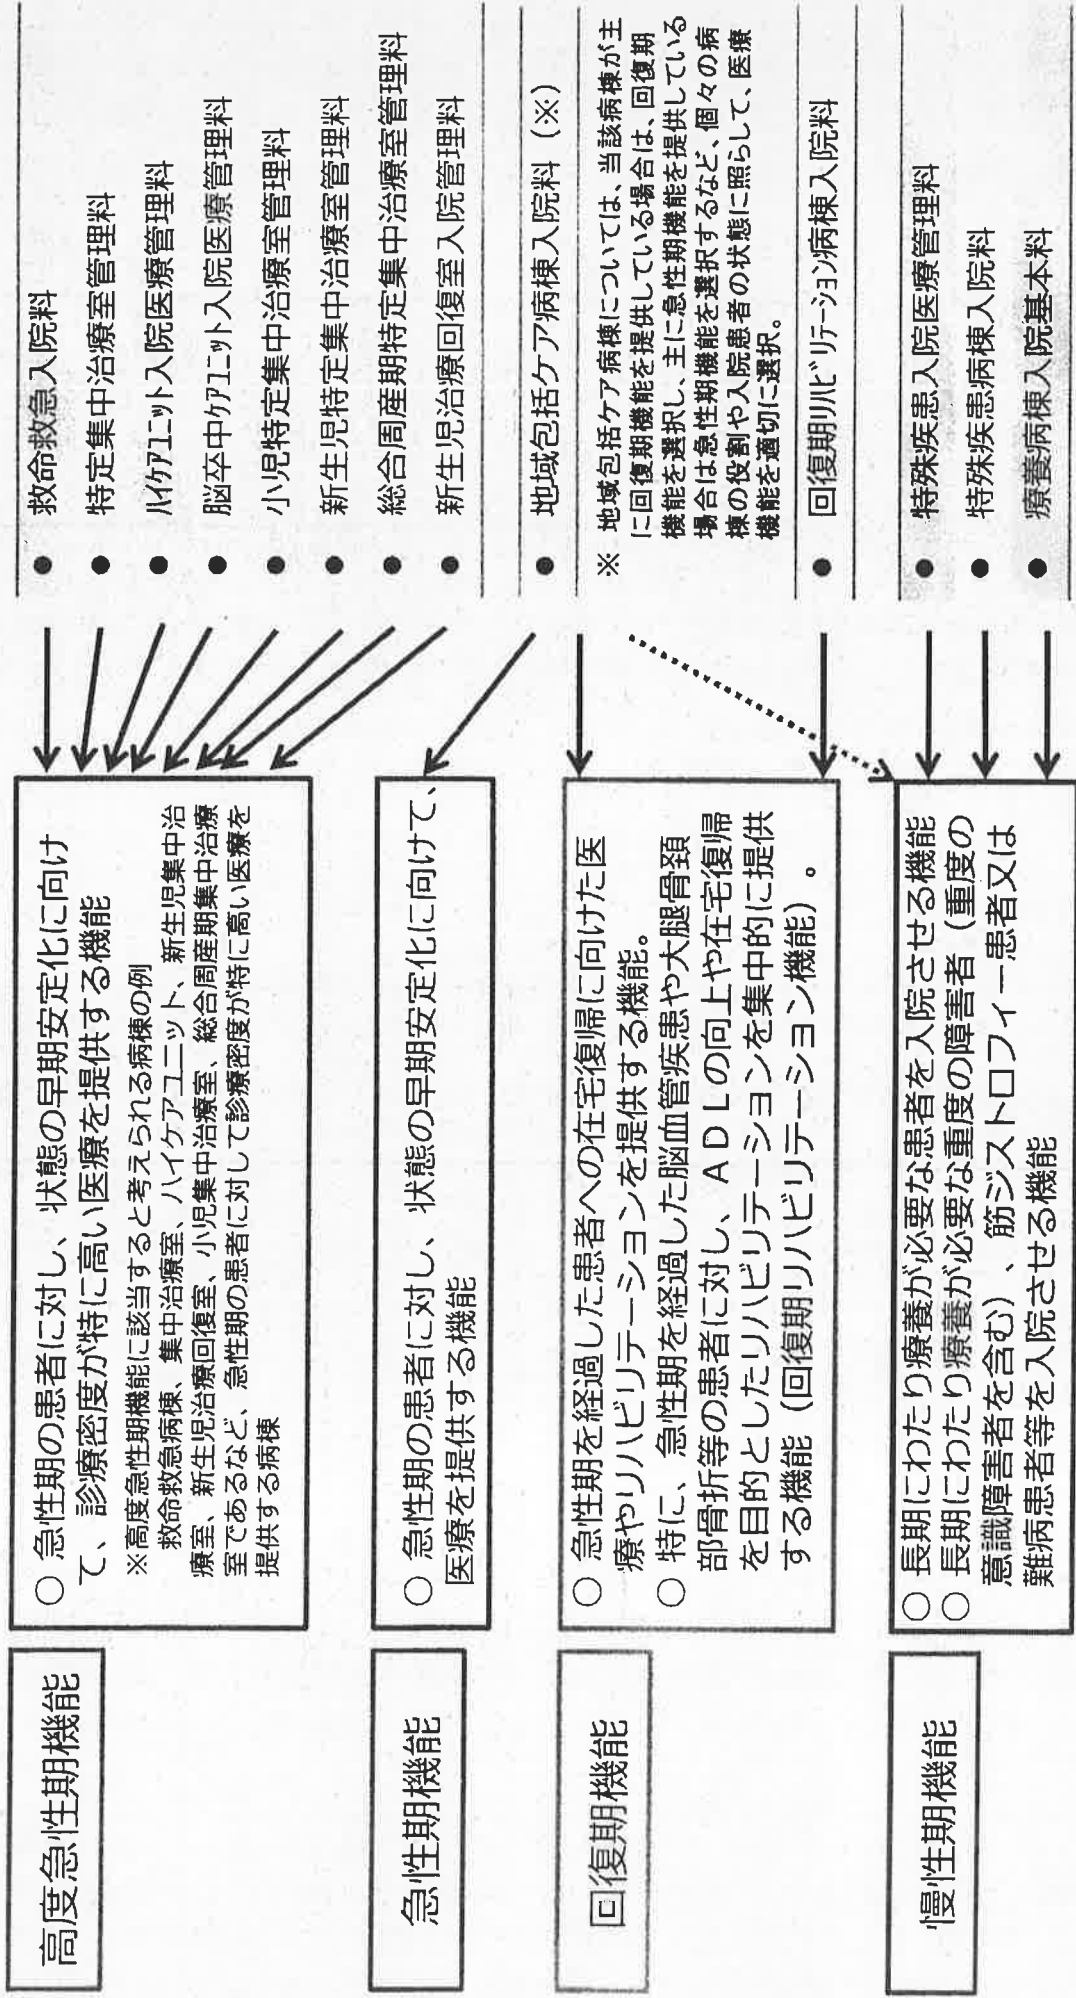 高度急性期機能
○ 急性期の患者に対し、状態の早期安定化に向け
て、診療密度が特に高い医療を提供する機能
※高度急性期機能に該当すると考えられる病棟の例
救命救急病棟、集中治療室、ハイケアユニット、新生児集中治
療室、新生児治療回復室、小児集中治療室、総合周産期集中治療
室であるなど、急性期の患者に対して診療密度が特に高い医療を
提供する病棟
● 救命救急入院料
● 特定集中治療室管理料
● ハイケアユニット入院医療管理料
● 脳卒中ケアユニット入院医療管理料
● 小児特定集中治療室管理料
● 新生児特定集中治療室管理料
● 総合周産期特定集中治療室管理料
● 新生児治療回復室入院管理料
急性期機能
○ 急性期の患者に対し、状態の早期安定化に向けて、
医療を提供する機能
● 地域包括ケア病棟入院料（※）
※ 地域包括ケア病棟については、当該病棟が主
に回復期機能を提供している場合は、回復期
機能を選択し、主に急性期機能を提供している
場合は急性期機能を選択するなど、個々の病
棟の役割や入院患者の状態に照らして、医療
機能を適切に選択。
回復期機能
○ 急性期を経過した患者への在宅復帰に向けた医
療やリハビリテーションを提供する機能。
○ 特に、急性期を経過した脳血管疾患や大腿骨頚
部骨折等の患者に対し、ＡＤＬの向上や在宅復帰
を目的としたリハビリテーションを集中的に提供
する機能（回復期リハビリテーション機能）。
● 回復期リハビリテーション病棟入院料
慢性期機能
○ 長期にわたり療養が必要な患者を入院させる機能
○ 長期にわたり療養が必要な重度の障害者（重度の
意識障害者を含む）、筋ジストロフィー患者又は
難病患者等を入院させる機能
● 特殊疾患入院医療管理料
● 特殊疾患病棟入院料
● 療養病棟入院基本料